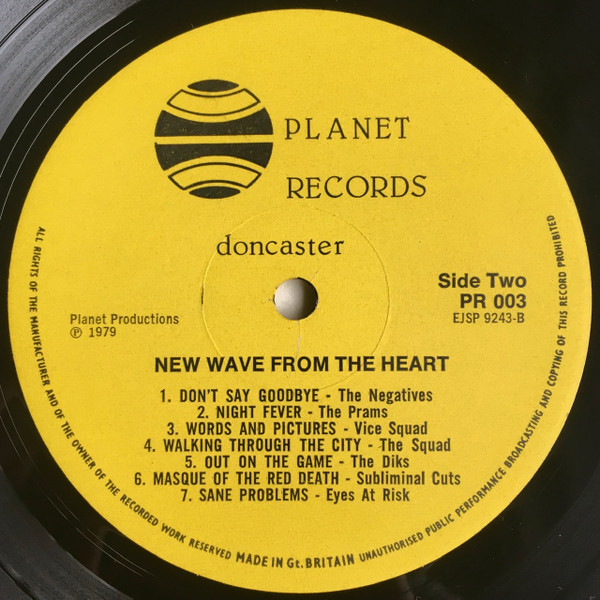 PLANET
RECORDS
doncaster
Side Two
PR 003
EJSP 9243-B
Planet Productions
℗ 1979
NEW WAVE FROM THE HEART
1. DON'T SAY GOODBYE - The Negatives
2. NIGHT FEVER - The Prams
3. WORDS AND PICTURES - Vice Squad
4. WALKING THROUGH THE CITY - The Squad
5. OUT ON THE GAME - The Diks
6. MASQUE OF THE RED DEATH - Subliminal Cuts
7. SANE PROBLEMS - Eyes At Risk
ALL RIGHTS OF THE MANUFACTURER AND OF THE OWNER OF THE RECORDED WORK RESERVED MADE IN Gt. BRITAIN UNAUTHORISED PUBLIC PERFORMANCE BROADCASTING AND COPYING OF THIS RECORD PROHIBITED